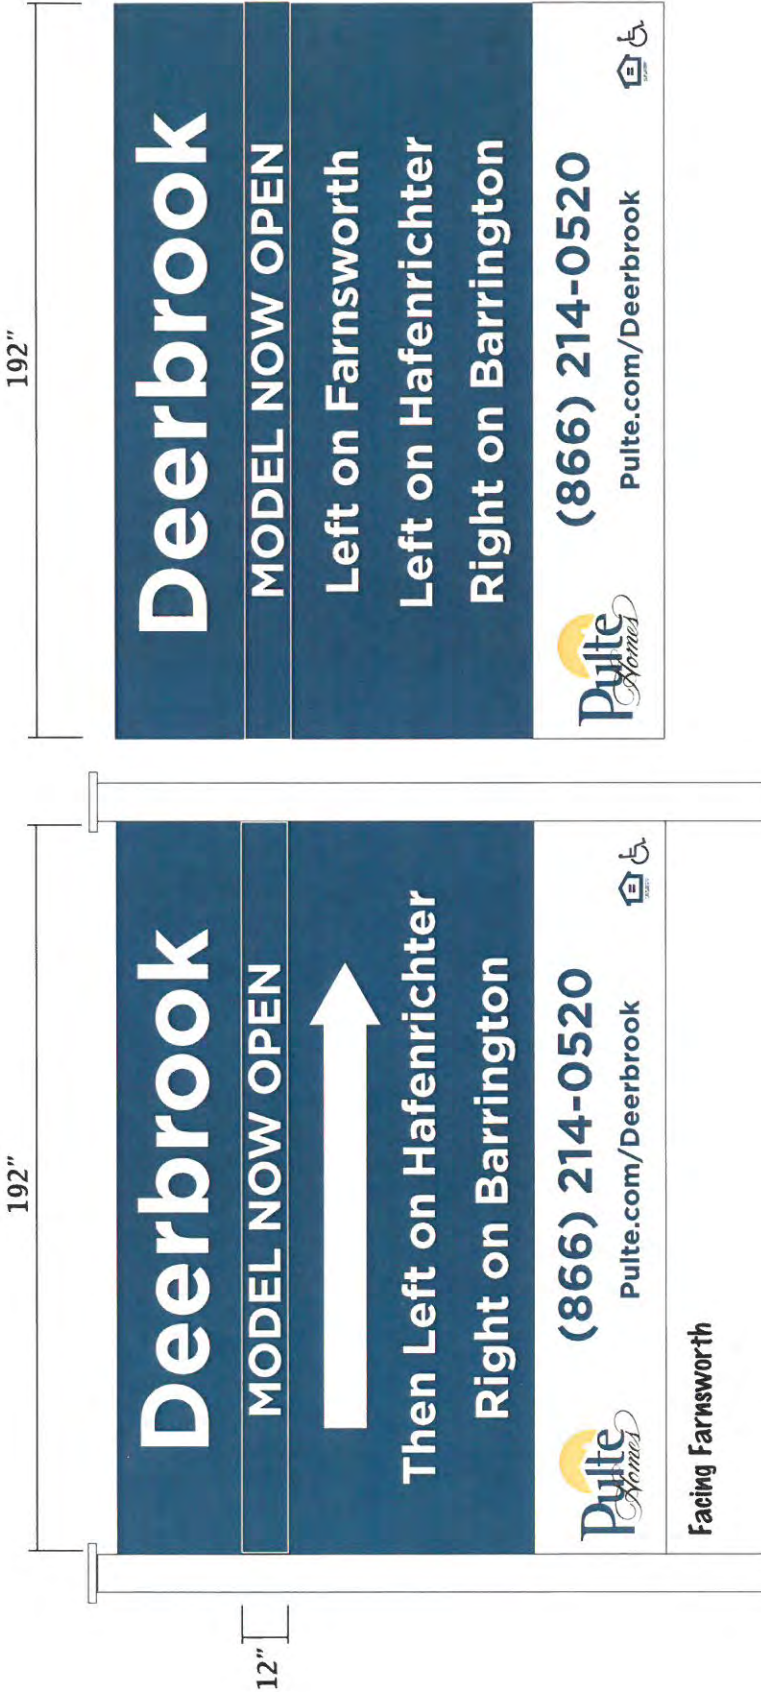 192"
Deerbrook
MODEL NOW OPEN
Then Left on Hafenrichter
Right on Barrington
Pulte
Homes
(866) 214-0520
Pulte.com/Deerbrook
12"
Facing Farnsworth
192"
Deerbrook
MODEL NOW OPEN
Left on Farnsworth
Left on Hafenrichter
Right on Barrington
Pulte
Homes
(866) 214-0520
Pulte.com/Deerbrook